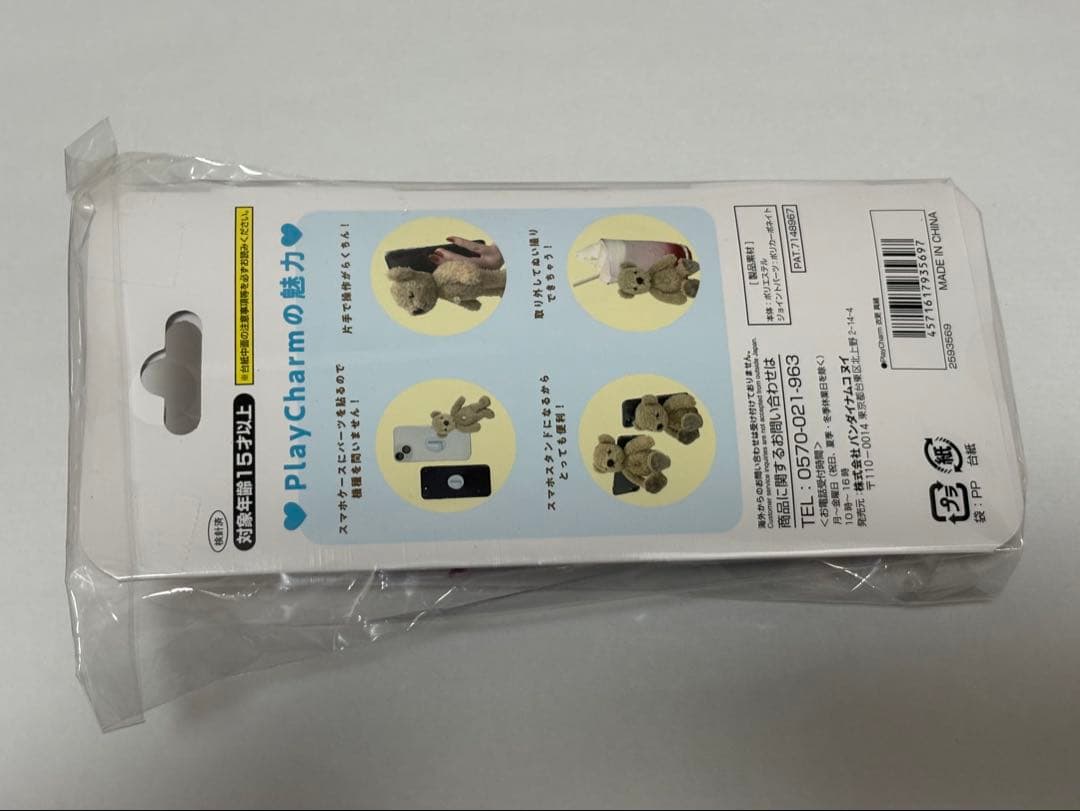 検針済
対象年齢15才以上
※台紙中面の注意事項等を必ずお読みください。
PlayCharmの魅力
スマホケースにパーツを貼るので
機種を問いません！
片手で操作がらくちん！
スマホスタンドになるから
とっても便利！
取り外してぬい撮り
できちゃう！
海外からのお問い合わせは受け付けておりません。
Customer service inquiries are not accepted from outside Japan.
商品に関するお問い合わせは
TEL：0570-021-963
＜お電話受付時間＞
月～金曜日（祝日、夏季・冬季休業日を除く）
10時～16時
発売元：株式会社バンダイナムコヌイ
〒110-0014 東京都台東区北上野2-14-4
［製品素材］
本体：ポリエステル
ジョイントパーツ：ポリカーボネイト
PAT.7148967
プラ
紙
袋：PP
台紙
●PlayCharm
4571617935697
2593569
MADE IN CHINA